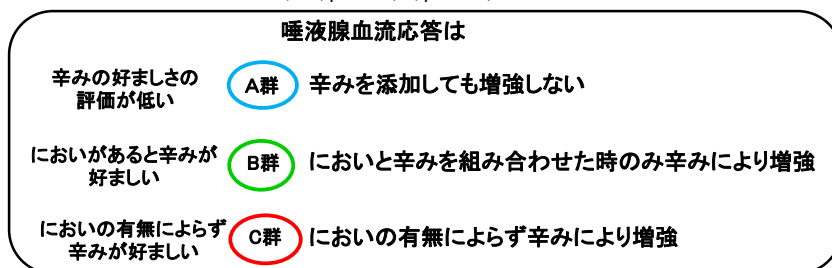 唾液腺血流応答は
辛みの好ましさの
評価が低い
A群
辛みを添加しても増強しない
においがあると辛みが
好ましい
B群
においと辛みを組み合わせた時のみ辛みにより増強
においの有無によらず
辛みが好ましい
C群
においの有無によらず辛みにより増強